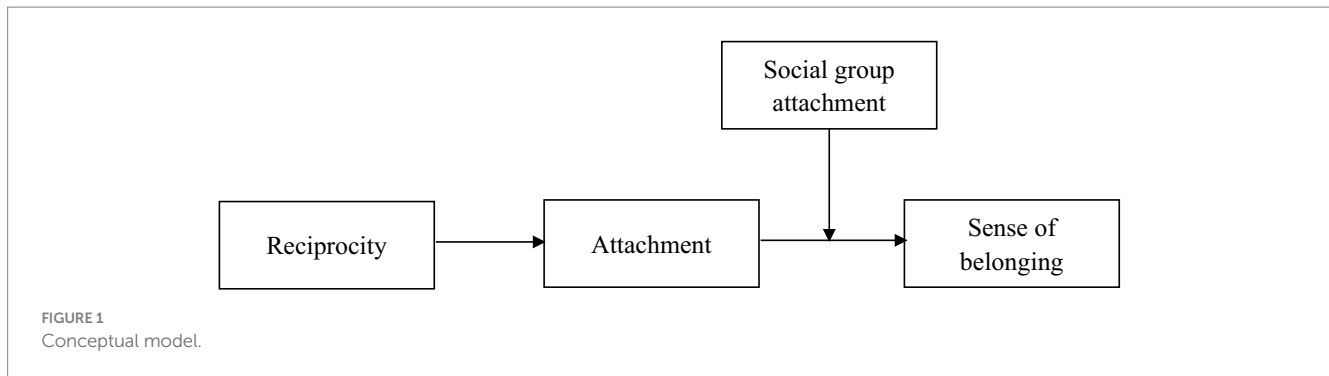 Social group
attachment
Reciprocity
Attachment
Sense of
belonging
FIGURE 1
Conceptual model.